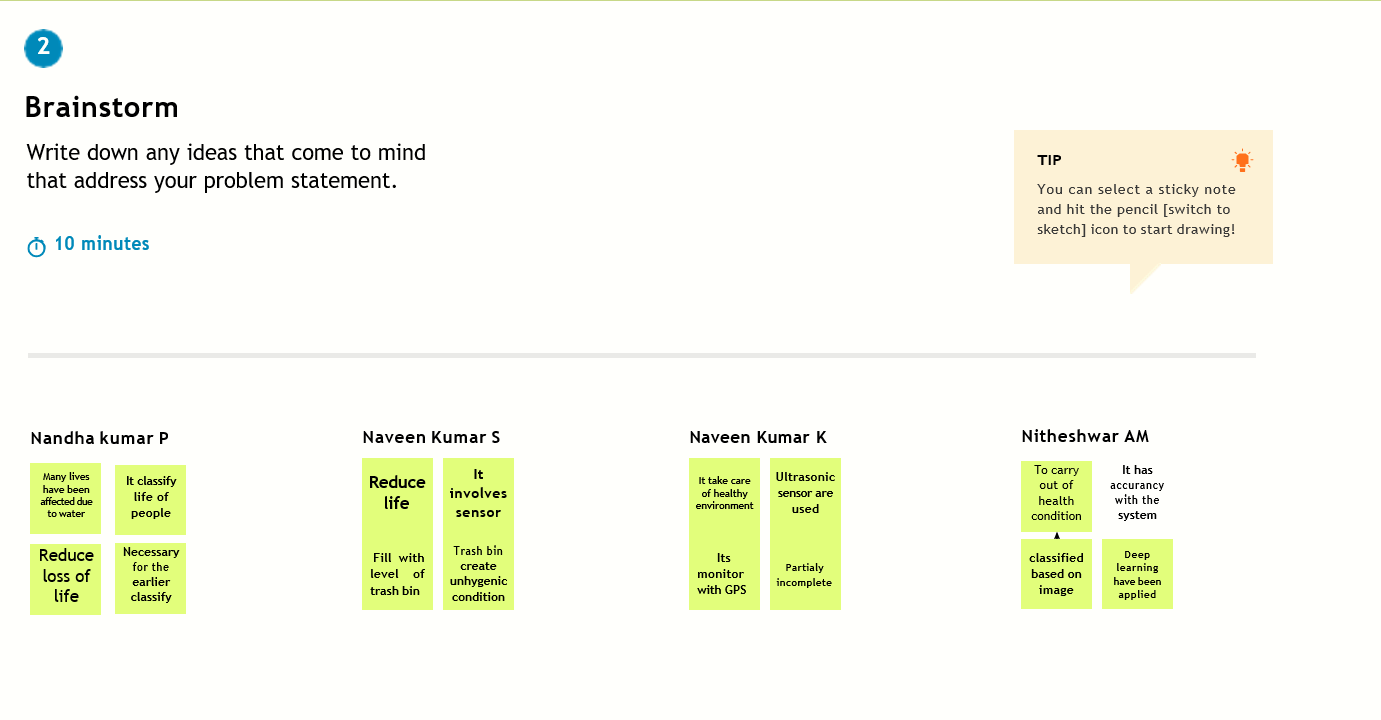 2
Brainstorm
Write down any ideas that come to mind
that address your problem statement.
10 minutes
TIP
You can select a sticky note
and hit the pencil [switch to
sketch] icon to start drawing!
Nandha kumar P
Many lives
have been
affected due
to water
It classify
life of
people
Reduce
loss of
life
Necessary
for the
earlier
classify
Naveen Kumar S
Reduce
life
It
involves
sensor
Fill with
level of
trash bin
Trash bin
create
unhygenic
condition
Naveen Kumar K
It take care
of healthy
environment
Ultrasonic
sensor are
used
Its
monitor
with GPS
Partialy
incomplete
Nitheshwar AM
To carry
out of
health
condition
It has
accurancy
with the
system
classified
based on
image
Deep
learning
have been
applied